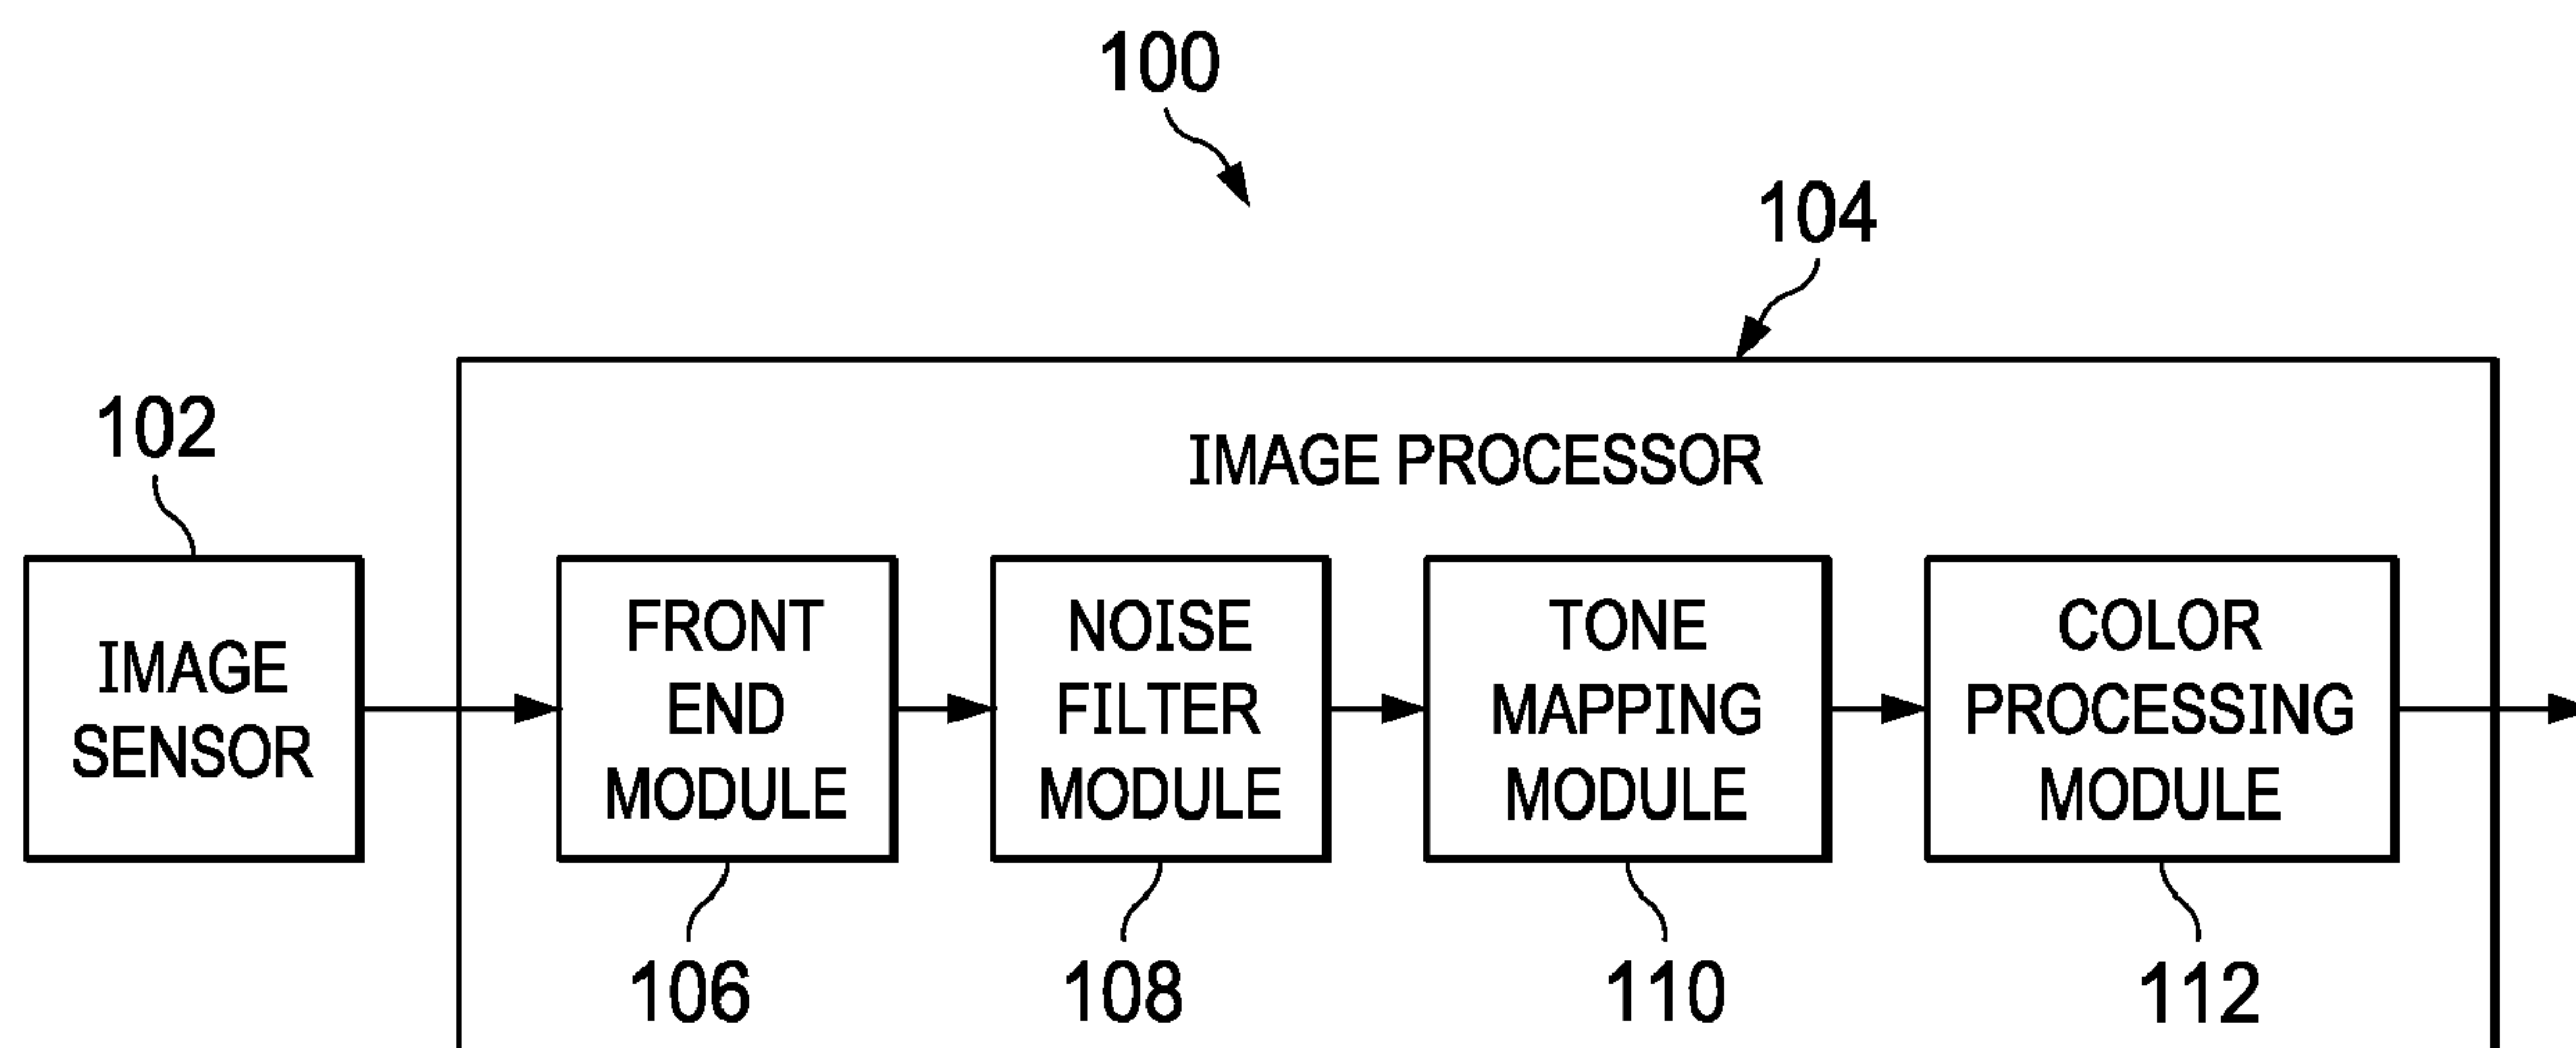 100
104
102
IMAGE PROCESSOR
IMAGE
SENSOR
FRONT
END
MODULE
NOISE
FILTER
MODULE
TONE
MAPPING
MODULE
COLOR
PROCESSING
MODULE
106
108
110
112